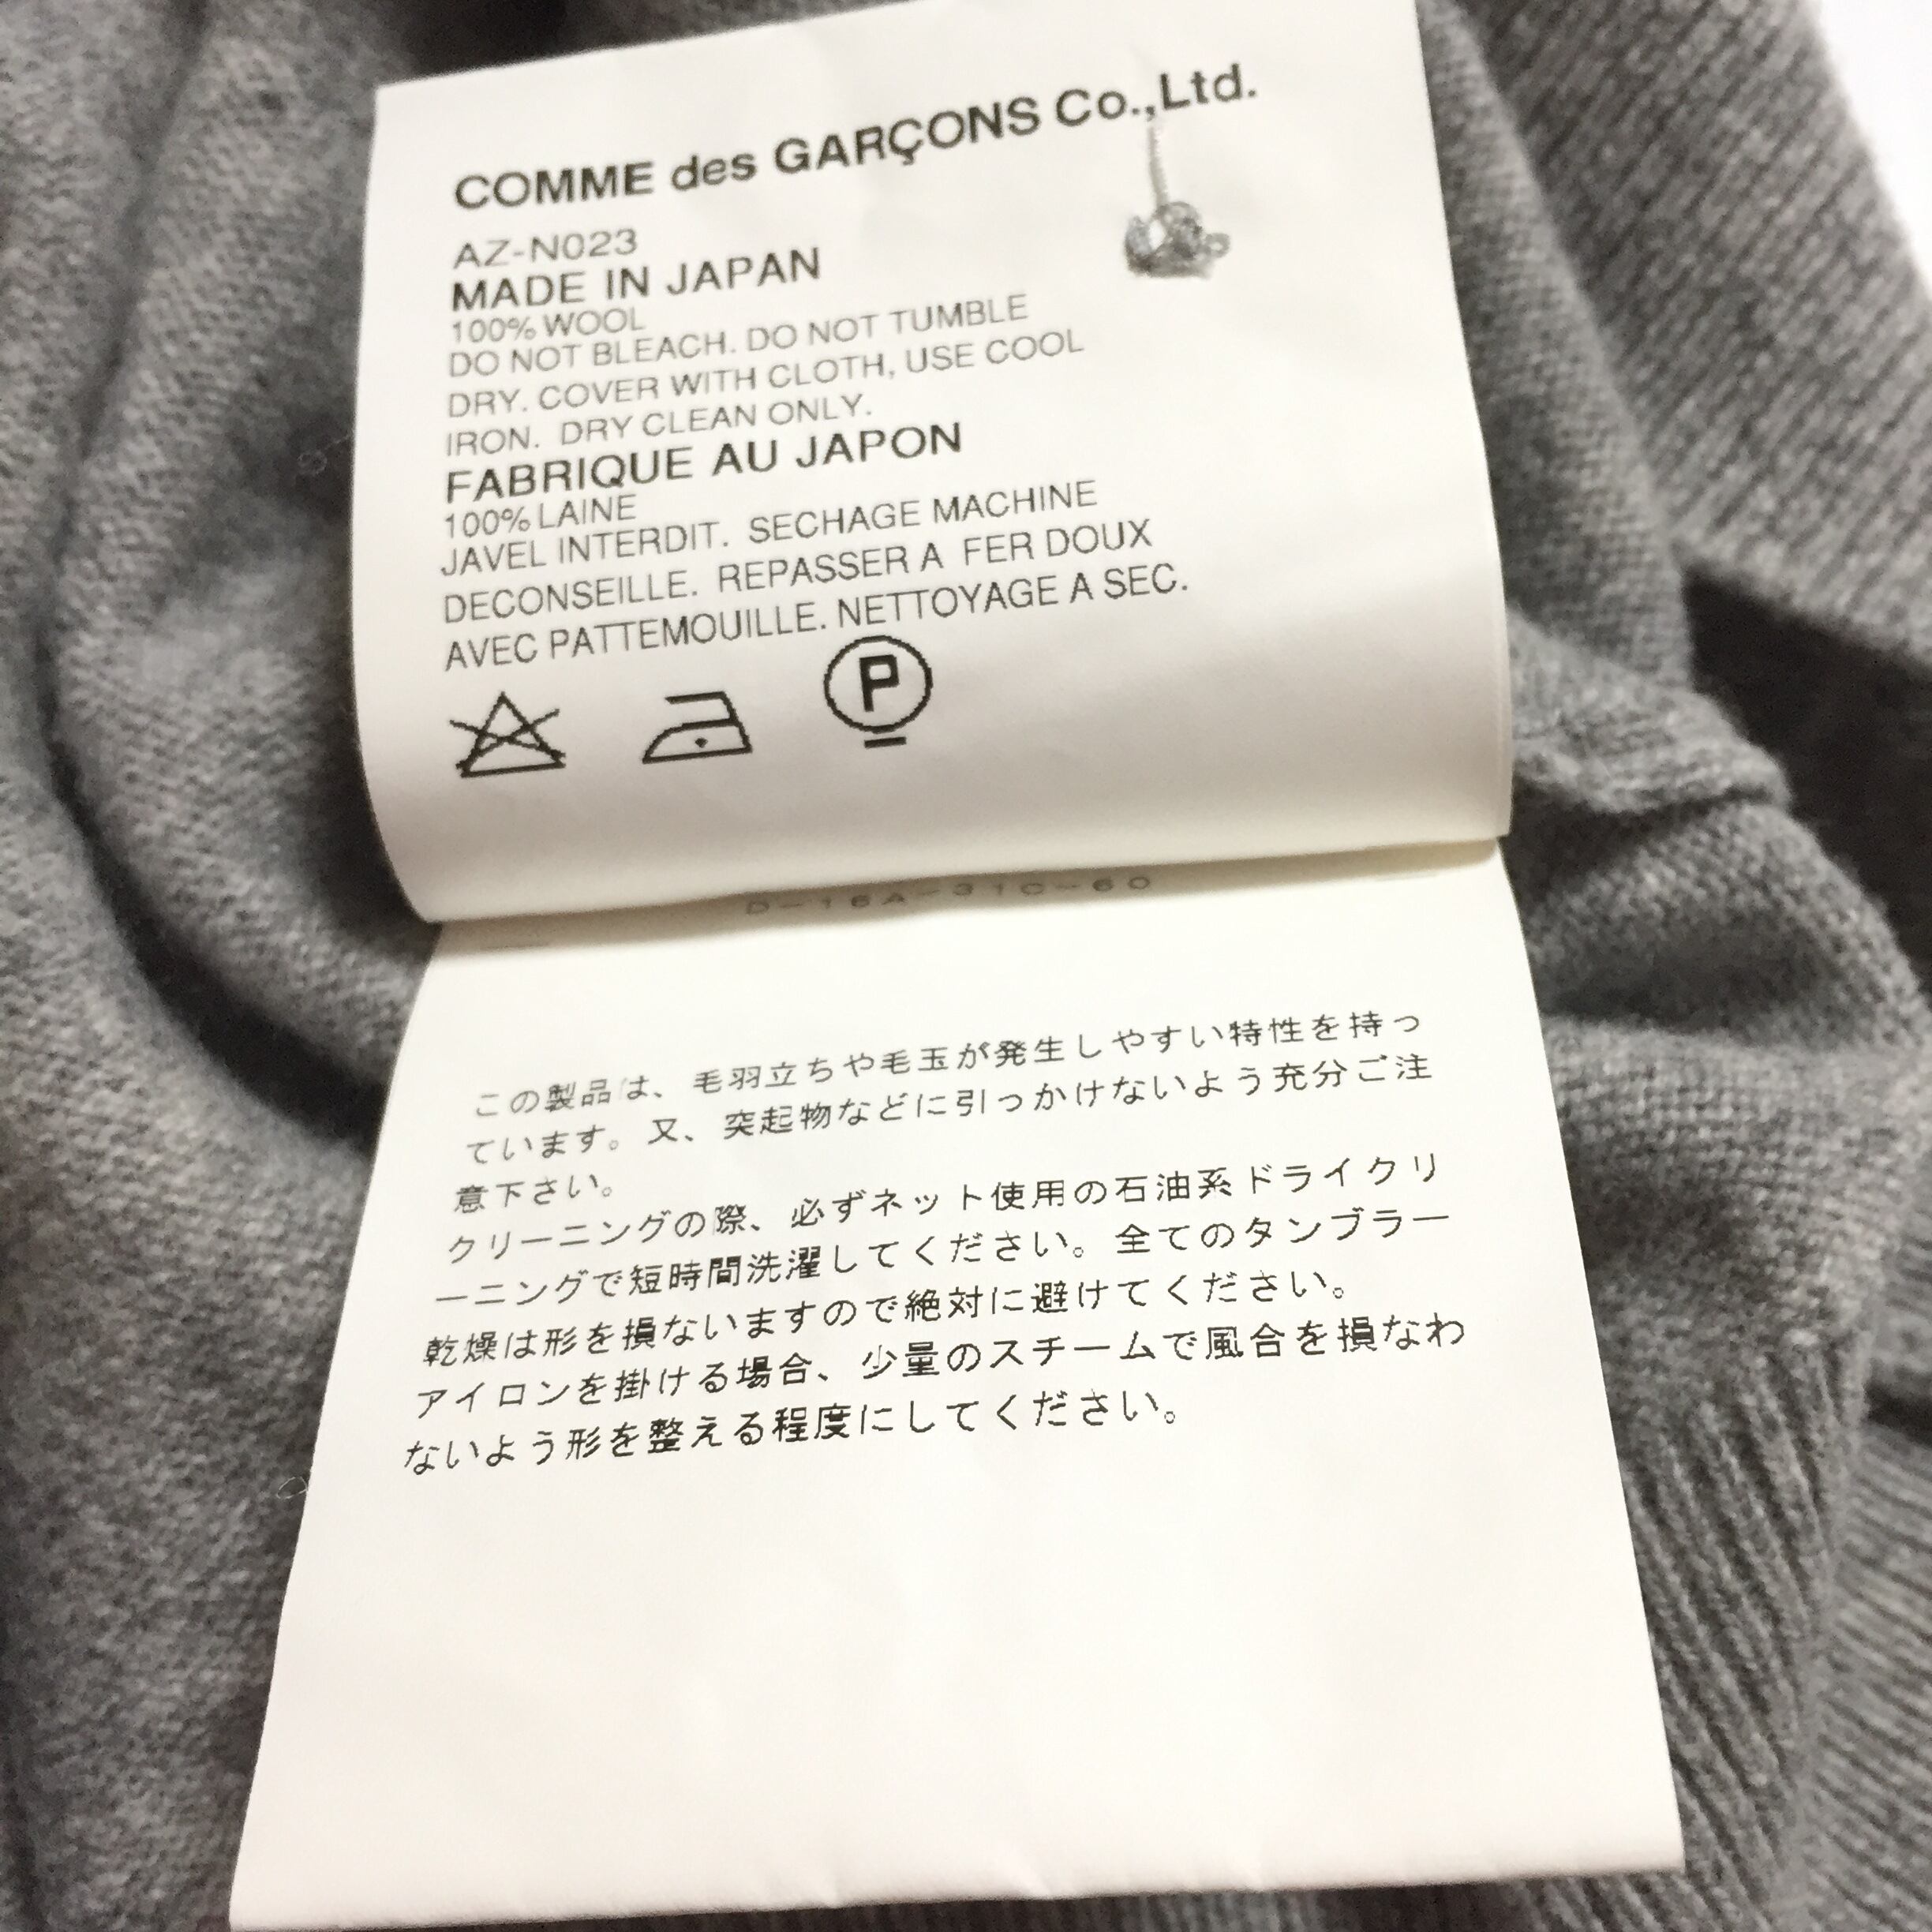 COMME des GARÇONS Co.,Ltd.
AZ-N023
MADE IN JAPAN
100% WOOL
DO NOT BLEACH. DO NOT TUMBLE
DRY. COVER WITH CLOTH, USE COOL
IRON. DRY CLEAN ONLY.
FABRIQUE AU JAPON
100% LAINE
JAVEL INTERDIT. SECHAGE MACHINE
DECONSEILLE. REPASSER A FER DOUX
AVEC PATTEMOUILLE. NETTOYAGE A SEC.
P
D-16A-31C-60
この製品は、毛羽立ちや毛玉が発生しやすい特性を持っ
ています。又、突起物などに引っかけないよう充分ご注
意下さい。
クリーニングの際、必ずネット使用の石油系ドライクリ
ーニングで短時間洗濯してください。全てのタンブラー
乾燥は形を損ないますので絶対に避けてください。
アイロンを掛ける場合、少量のスチームで風合を損なわ
ないよう形を整える程度にしてください。